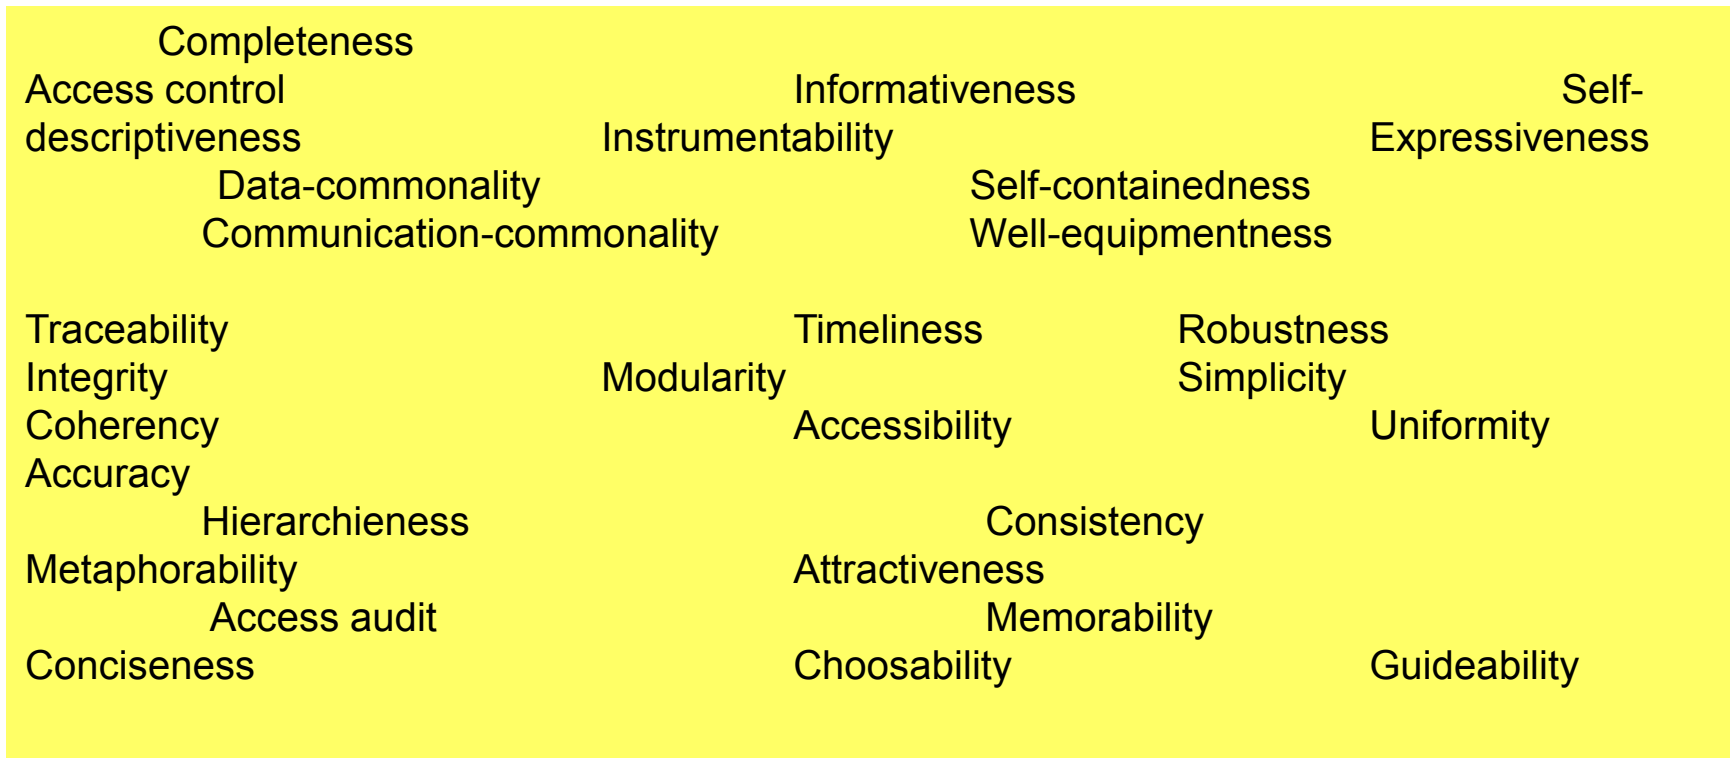 Completeness
Access control Informativeness Self-
descriptiveness Instrumentability Expressiveness
Data-commonality Self-containedness
Communication-commonality Well-equipmentness
Traceability Timeliness Robustness
Integrity Modularity Simplicity
Coherency Accessibility Uniformity
Accuracy
Hierarchieness Consistency
Metaphorability Attractiveness
Access audit Memorability
Conciseness Choosability Guideability